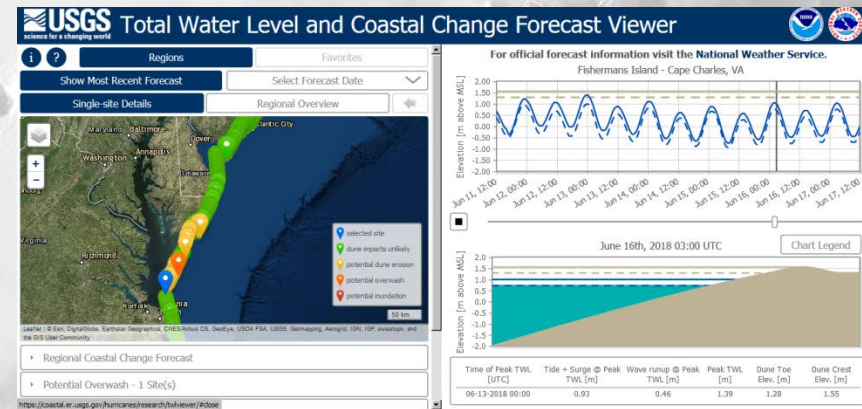 USGS
science for a changing world
Total Water Level and Coastal Change Forecast Viewer
NOAA
i ? Regions Favorites
Show Most Recent Forecast Select Forecast Date
Single-site Details Regional Overview
Maryland Baltimore
Dover
Annapolis
Washington
Delaware
Virginia
Richmond
Norfolk
+
-
selected site
dune impacts unlikely
potential dune erosion
potential overwash
potential inundation
50 km
Regional Coastal Change Forecast
Potential Overwash - 1 Site(s)
https://coastal.er.usgs.gov/hurricanes/research/twlviewer/#close
For official forecast information visit the National Weather Service.
Fishermans Island - Cape Charles, VA
Elevation [m above MSL]
2.00
1.50
1.00
0.50
0.00
-0.50
-1.00
-1.50
-2.00
Jun 11, 12:00
Jun 12, 00:00
Jun 12, 12:00
Jun 13, 00:00
Jun 13, 12:00
Jun 14, 00:00
Jun 14, 12:00
Jun 15, 00:00
Jun 15, 12:00
Jun 16, 00:00
Jun 16, 12:00
Jun 17, 00:00
Jun 17, 12:00
June 16th, 2018 03:00 UTC
Chart Legend
Elevation [m above MSL]
2.0
1.5
1.0
0.5
0.0
-0.5
-1.0
-1.5
-2.0
Time of Peak TWL [UTC] Tide + Surge @ Peak TWL [m] Wave runup @ Peak TWL [m] Peak TWL [m] Dune Toe Elev. [m] Dune Crest Elev. [m]
06-13-2018 00:00 0.93 0.46 1.39 1.28 1.55